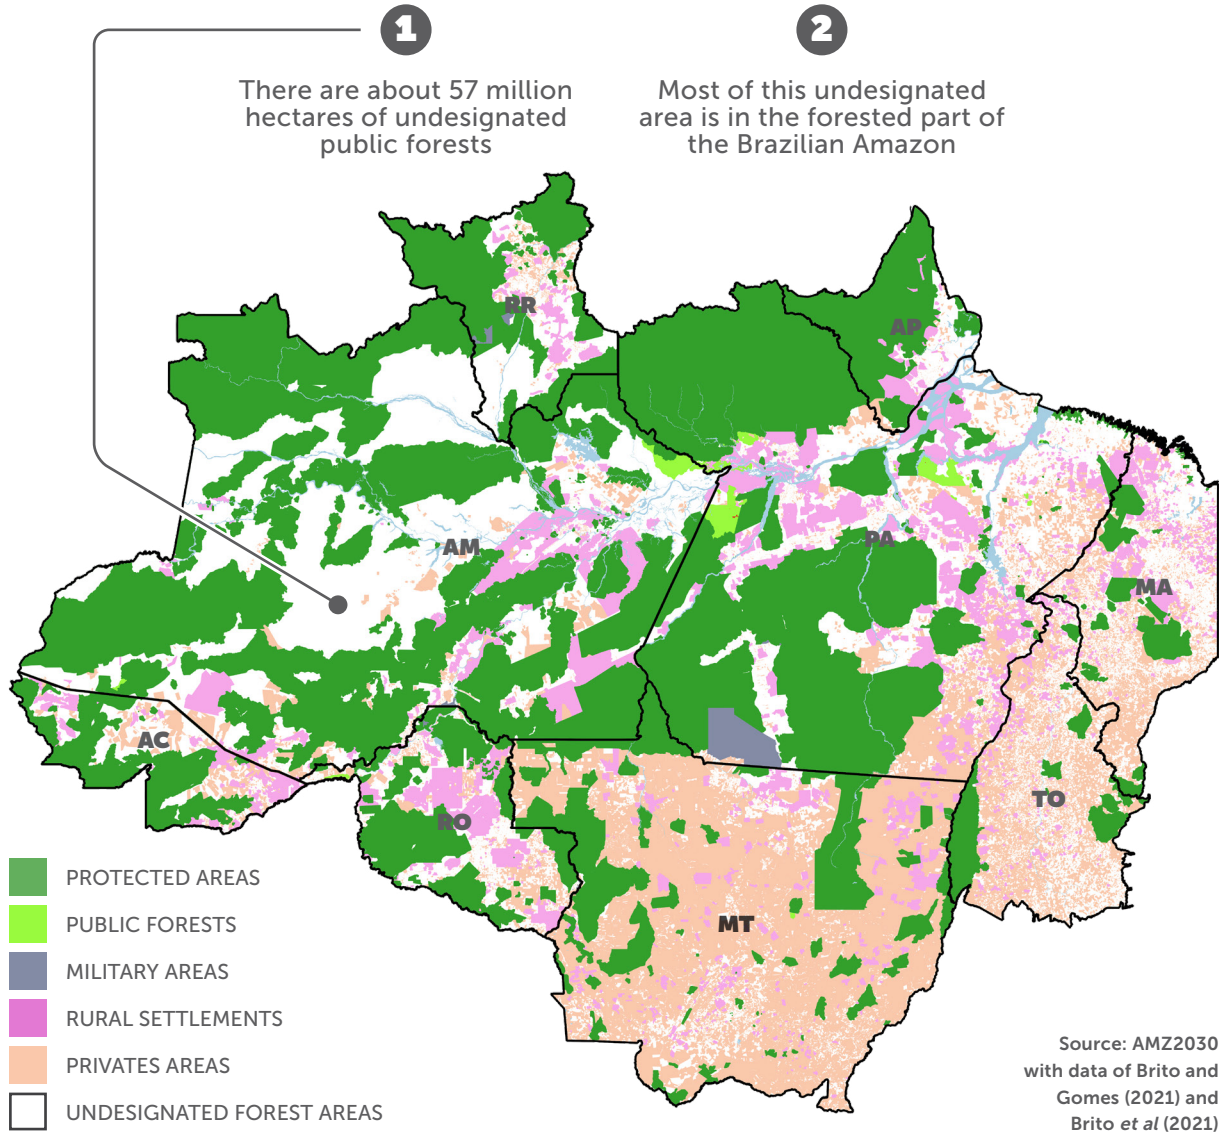 1
There are about 57 million
hectares of undesignated
public forests
2
Most of this undesignated
area is in the forested part of
the Brazilian Amazon
RR
AP
AM
PA
MA
AC
RO
TO
MT
PROTECTED AREAS
PUBLIC FORESTS
MILITARY AREAS
RURAL SETTLEMENTS
PRIVATES AREAS
UNDESIGNATED FOREST AREAS
Source: AMZ2030
with data of Brito and
Gomes (2021) and
Brito et al (2021)